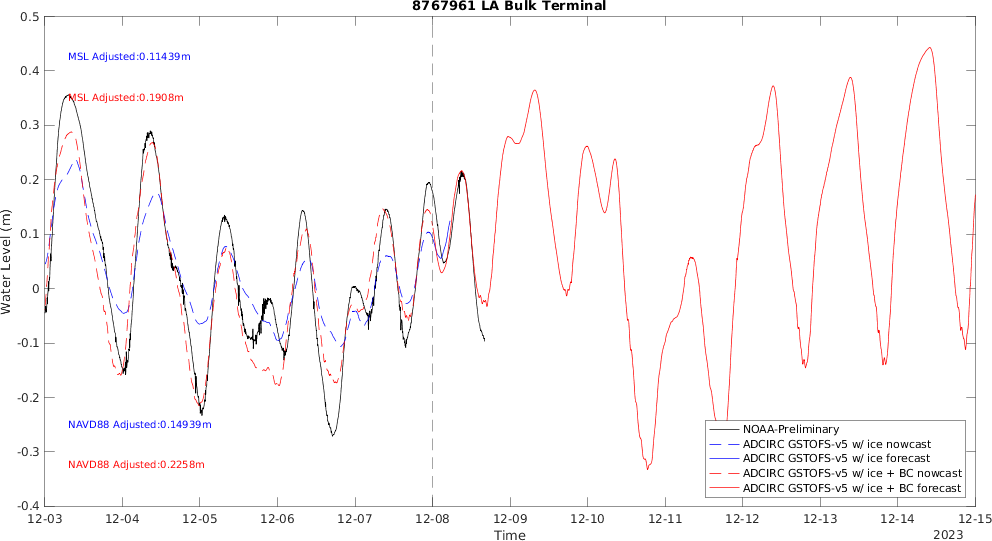 8767961 LA Bulk Terminal
0.5
0.4
0.3
0.2
0.1
0
-0.1
-0.2
-0.3
-0.4
Water Level (m)
MSL Adjusted:0.11439m
MSL Adjusted:0.1908m
NAVD88 Adjusted:0.14939m
NAVD88 Adjusted:0.2258m
NOAA-Preliminary
ADCIRC GSTOFS-v5 w/ ice nowcast
ADCIRC GSTOFS-v5 w/ ice forecast
ADCIRC GSTOFS-v5 w/ ice + BC nowcast
ADCIRC GSTOFS-v5 w/ ice + BC forecast
12-03 12-04 12-05 12-06 12-07 12-08 12-09 12-10 12-11 12-12 12-13 12-14 12-15
Time
2023